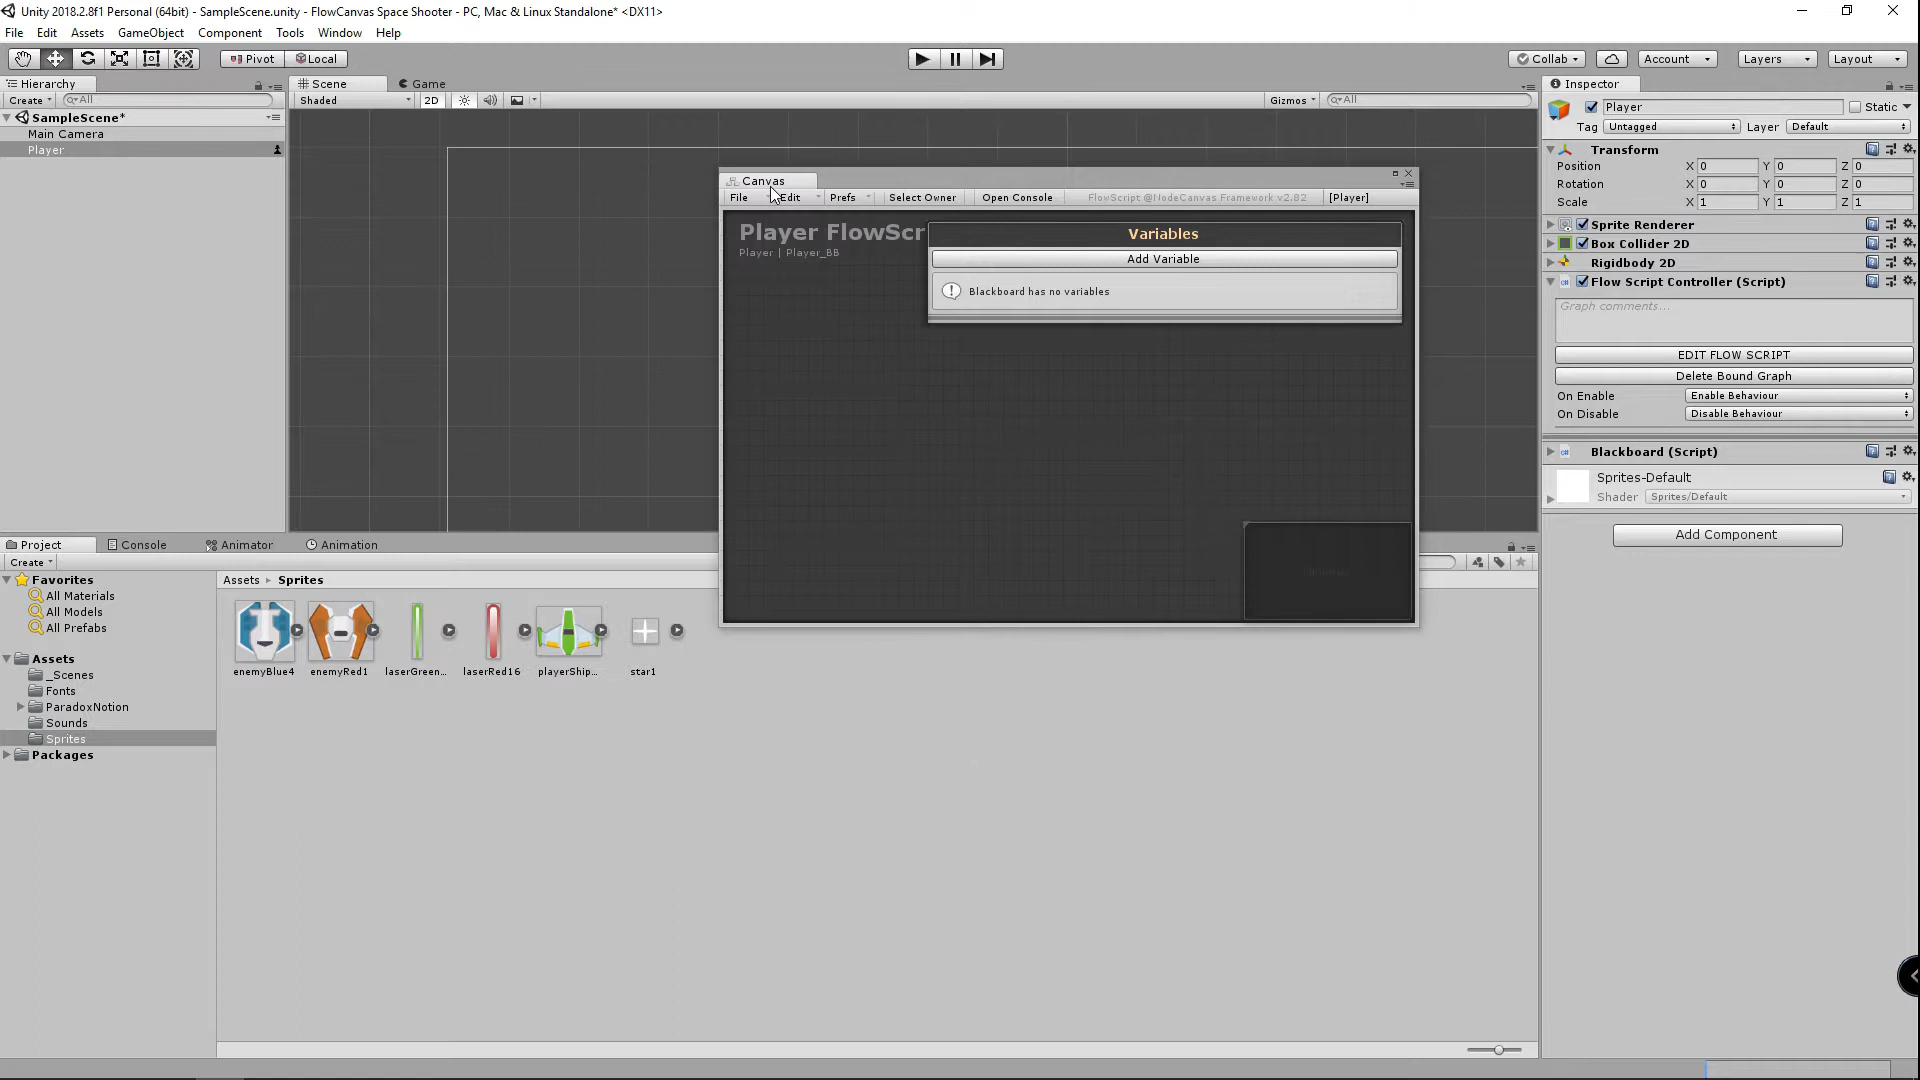 Unity 2018.2.8f1 Personal (64bit) - SampleScene.unity - FlowCanvas Space Shooter - PC, Mac & Linux Standalone* <DX11>
File Edit Assets GameObject Component Tools Window Help
Pivot Local Collab Account Layers Layout
Hierarchy
Create All
SampleScene*
Main Camera
Player
Scene Game
Shaded 2D Gizmos All
Canvas
File Edit Prefs Select Owner Open Console FlowScript @NodeCanvas Framework v2.82 [Player]
Player FlowScr
Player | Player_BB
Variables
Add Variable
Blackboard has no variables
Inspector
Player Static
Tag Untagged Layer Default
Transform
Position X 0 Y 0 Z 0
Rotation X 0 Y 0 Z 0
Scale X 1 Y 1 Z 1
Sprite Renderer
Box Collider 2D
Rigidbody 2D
Flow Script Controller (Script)
Graph comments...
EDIT FLOW SCRIPT
Delete Bound Graph
On Enable Enable Behaviour
On Disable Disable Behaviour
Blackboard (Script)
Sprites-Default
Shader Sprites/Default
Add Component
Project Console Animator Animation
Create
Favorites
All Materials
All Models
All Prefabs
Assets
_Scenes
Fonts
ParadoxNotion
Sounds
Sprites
Packages
Assets Sprites
enemyBlue4 enemyRed1 laserGreen... laserRed16 playerShip... star1